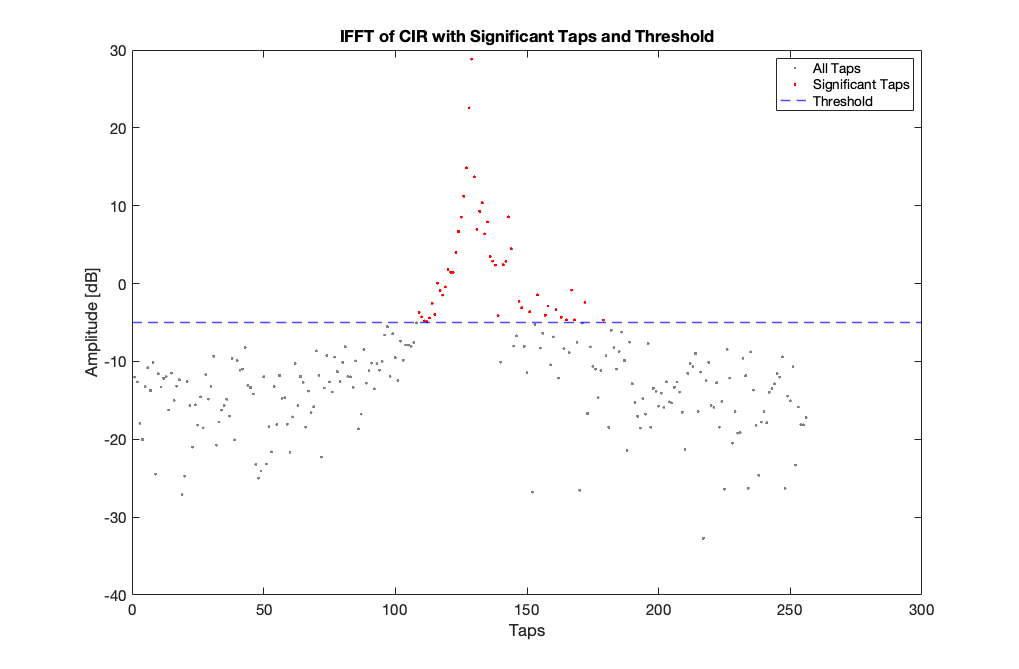 IFFT of CIR with Significant Taps and Threshold
All Taps
Significant Taps
Threshold
Amplitude [dB]
30
20
10
0
-10
-20
-30
-40
0 50 100 150 200 250 300
Taps